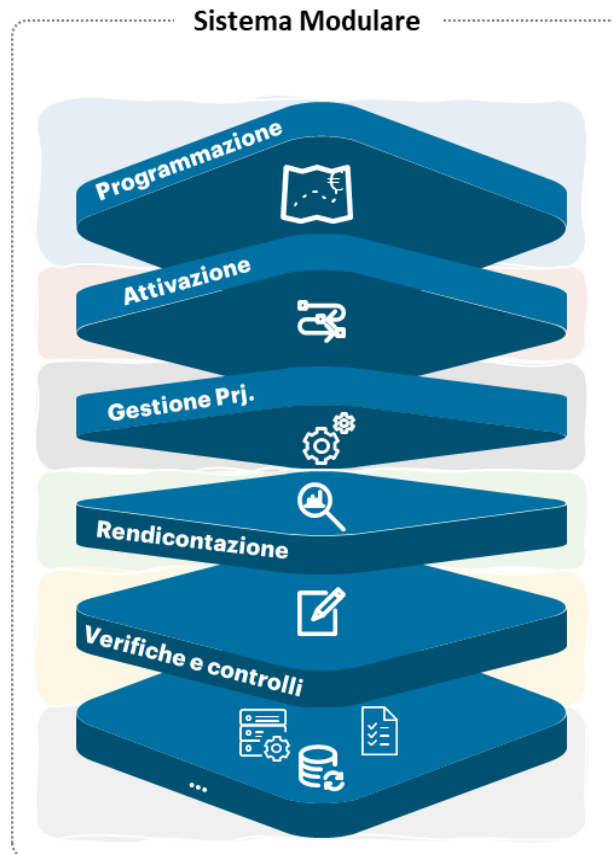 Sistema Modulare
Programmazione
€
Attivazione
Gestione Prj.
Rendicontazione
Verifiche e controlli
...